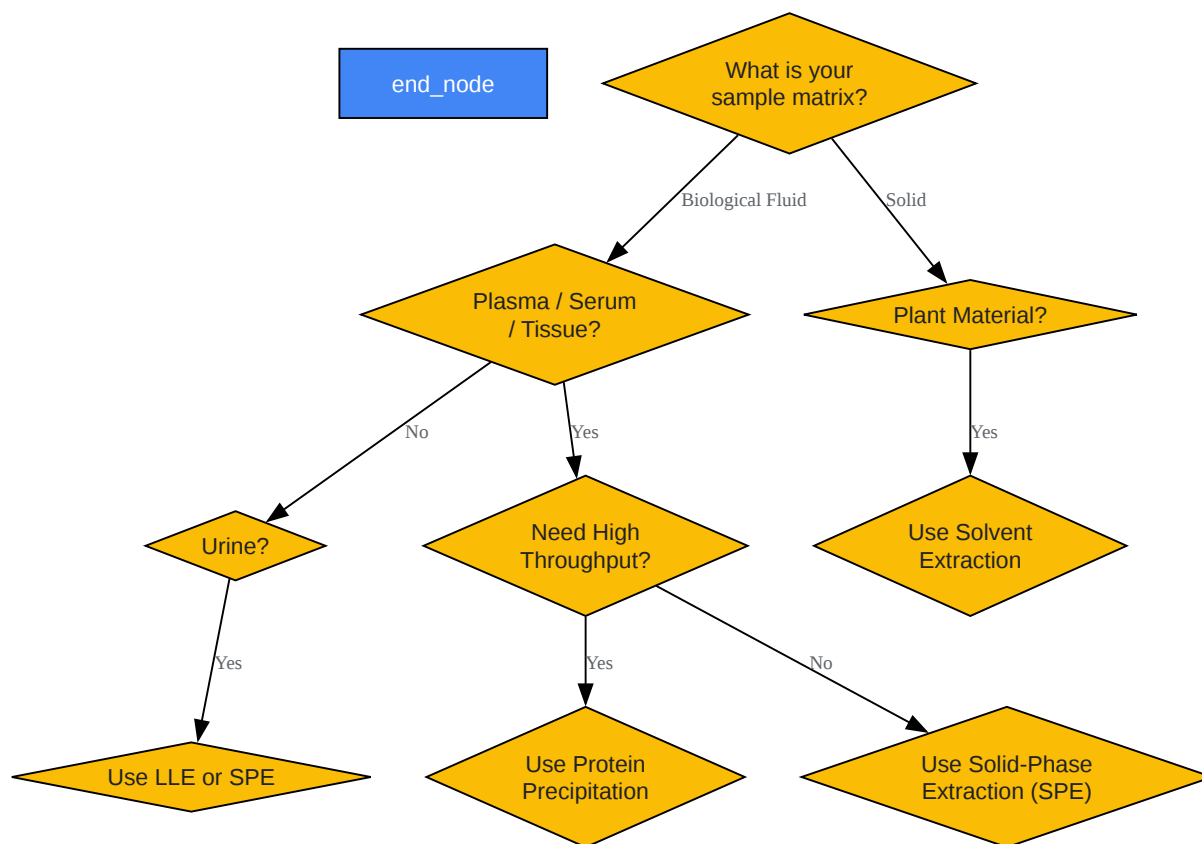 end_node
What is your
sample matrix?
Biological Fluid
Solid
Plasma / Serum
/ Tissue?
Plant Material?
No
Yes
Yes
Urine?
Need High
Throughput?
Use Solvent
Extraction
Yes
Yes
No
Use LLE or SPE
Use Protein
Precipitation
Use Solid-Phase
Extraction (SPE)